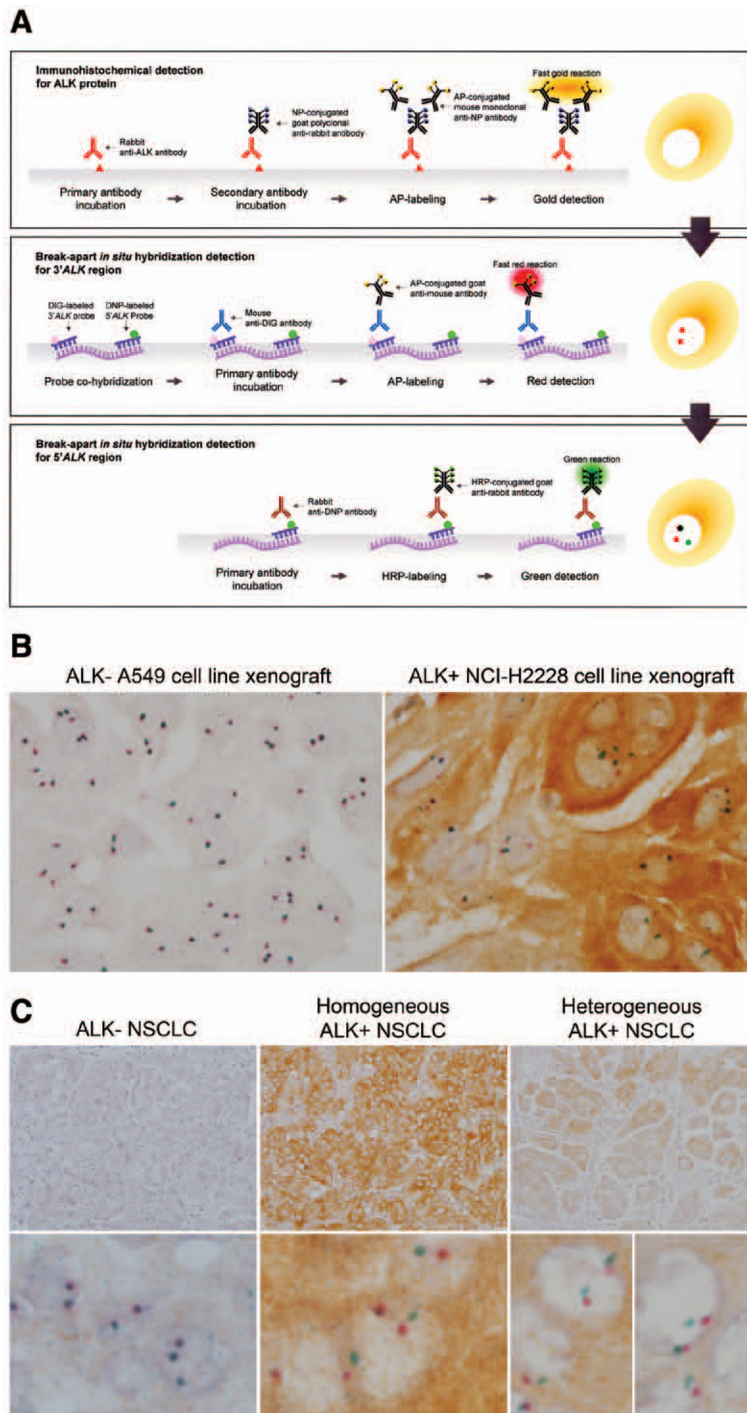 A
Immunohistochemical detection
for ALK protein
Rabbit
anti-ALK antibody
NP-conjugated
goat polyclonal
anti-rabbit antibody
AP-conjugated
mouse monoclonal
anti-NP antibody
Fast gold reaction
Primary antibody
incubation
Secondary antibody
incubation
AP-labeling
Gold detection
Break-apart in situ hybridization detection
for 3'ALK region
DIG-labeled
3'ALK probe
DNP-labeled
5'ALK Probe
Mouse
anti-DIG antibody
AP-conjugated goat
anti-mouse antibody
Fast red reaction
Probe co-hybridization
Primary antibody
incubation
AP-labeling
Red detection
Break-apart in situ hybridization detection
for 5'ALK region
Rabbit
anti-DNP antibody
HRP-conjugated goat
anti-rabbit antibody
Green reaction
Primary antibody
incubation
HRP-labeling
Green detection
B
ALK- A549 cell line xenograft
ALK+ NCI-H2228 cell line xenograft
C
ALK- NSCLC
Homogeneous
ALK+ NSCLC
Heterogeneous
ALK+ NSCLC